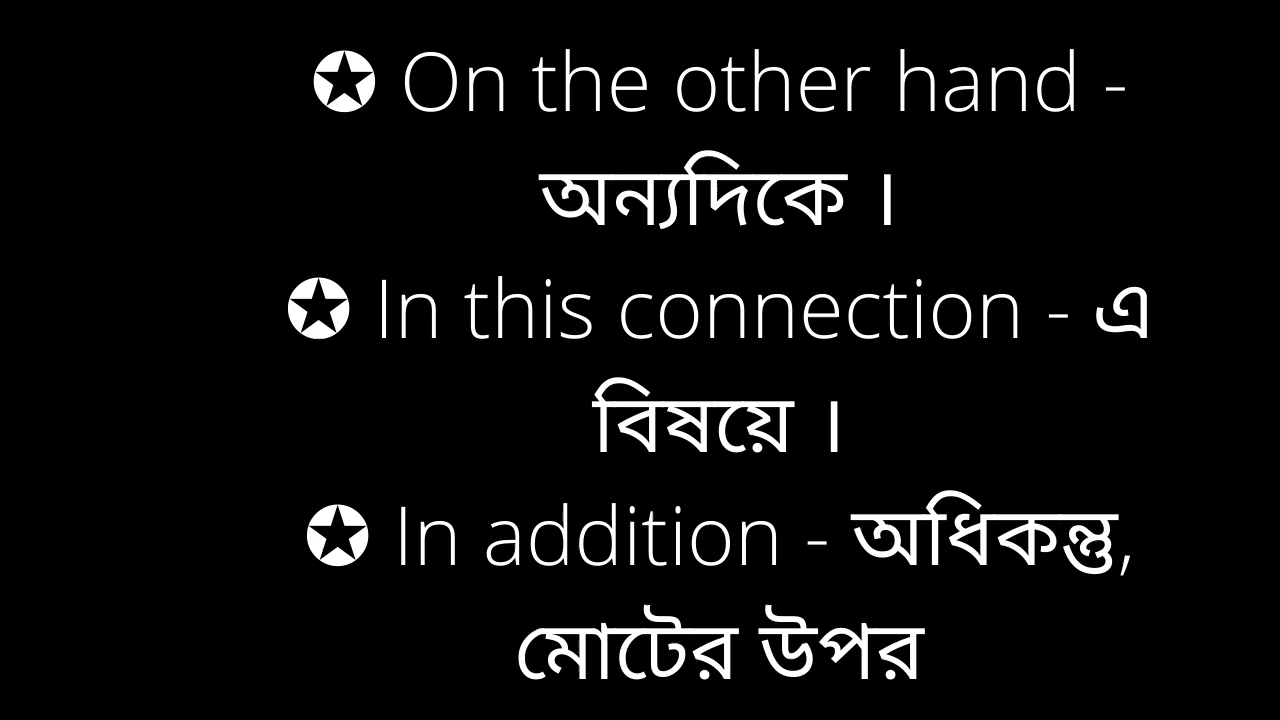 ✪ On the other hand -
অন্যদিকে ।
✪ In this connection - এ
বিষয়ে ।
✪ In addition - অধিকন্তু,
মোটের উপর